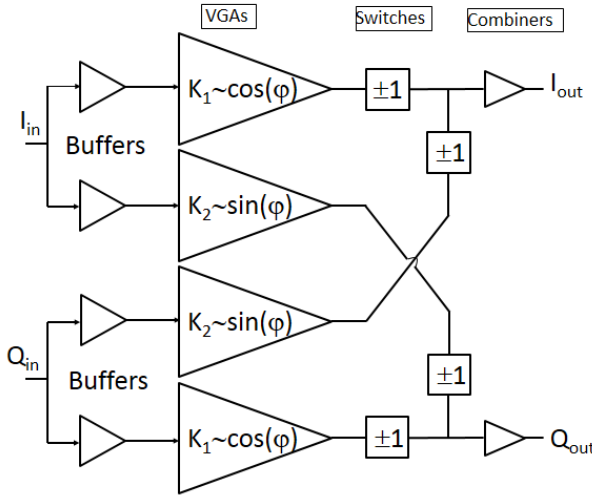 VGAs
Switches
Combiners
K₁~cos(φ)
±1
I_out
I_in
Buffers
±1
K₂~sin(φ)
K₂~sin(φ)
Q_in
Buffers
±1
K₁~cos(φ)
±1
Q_out